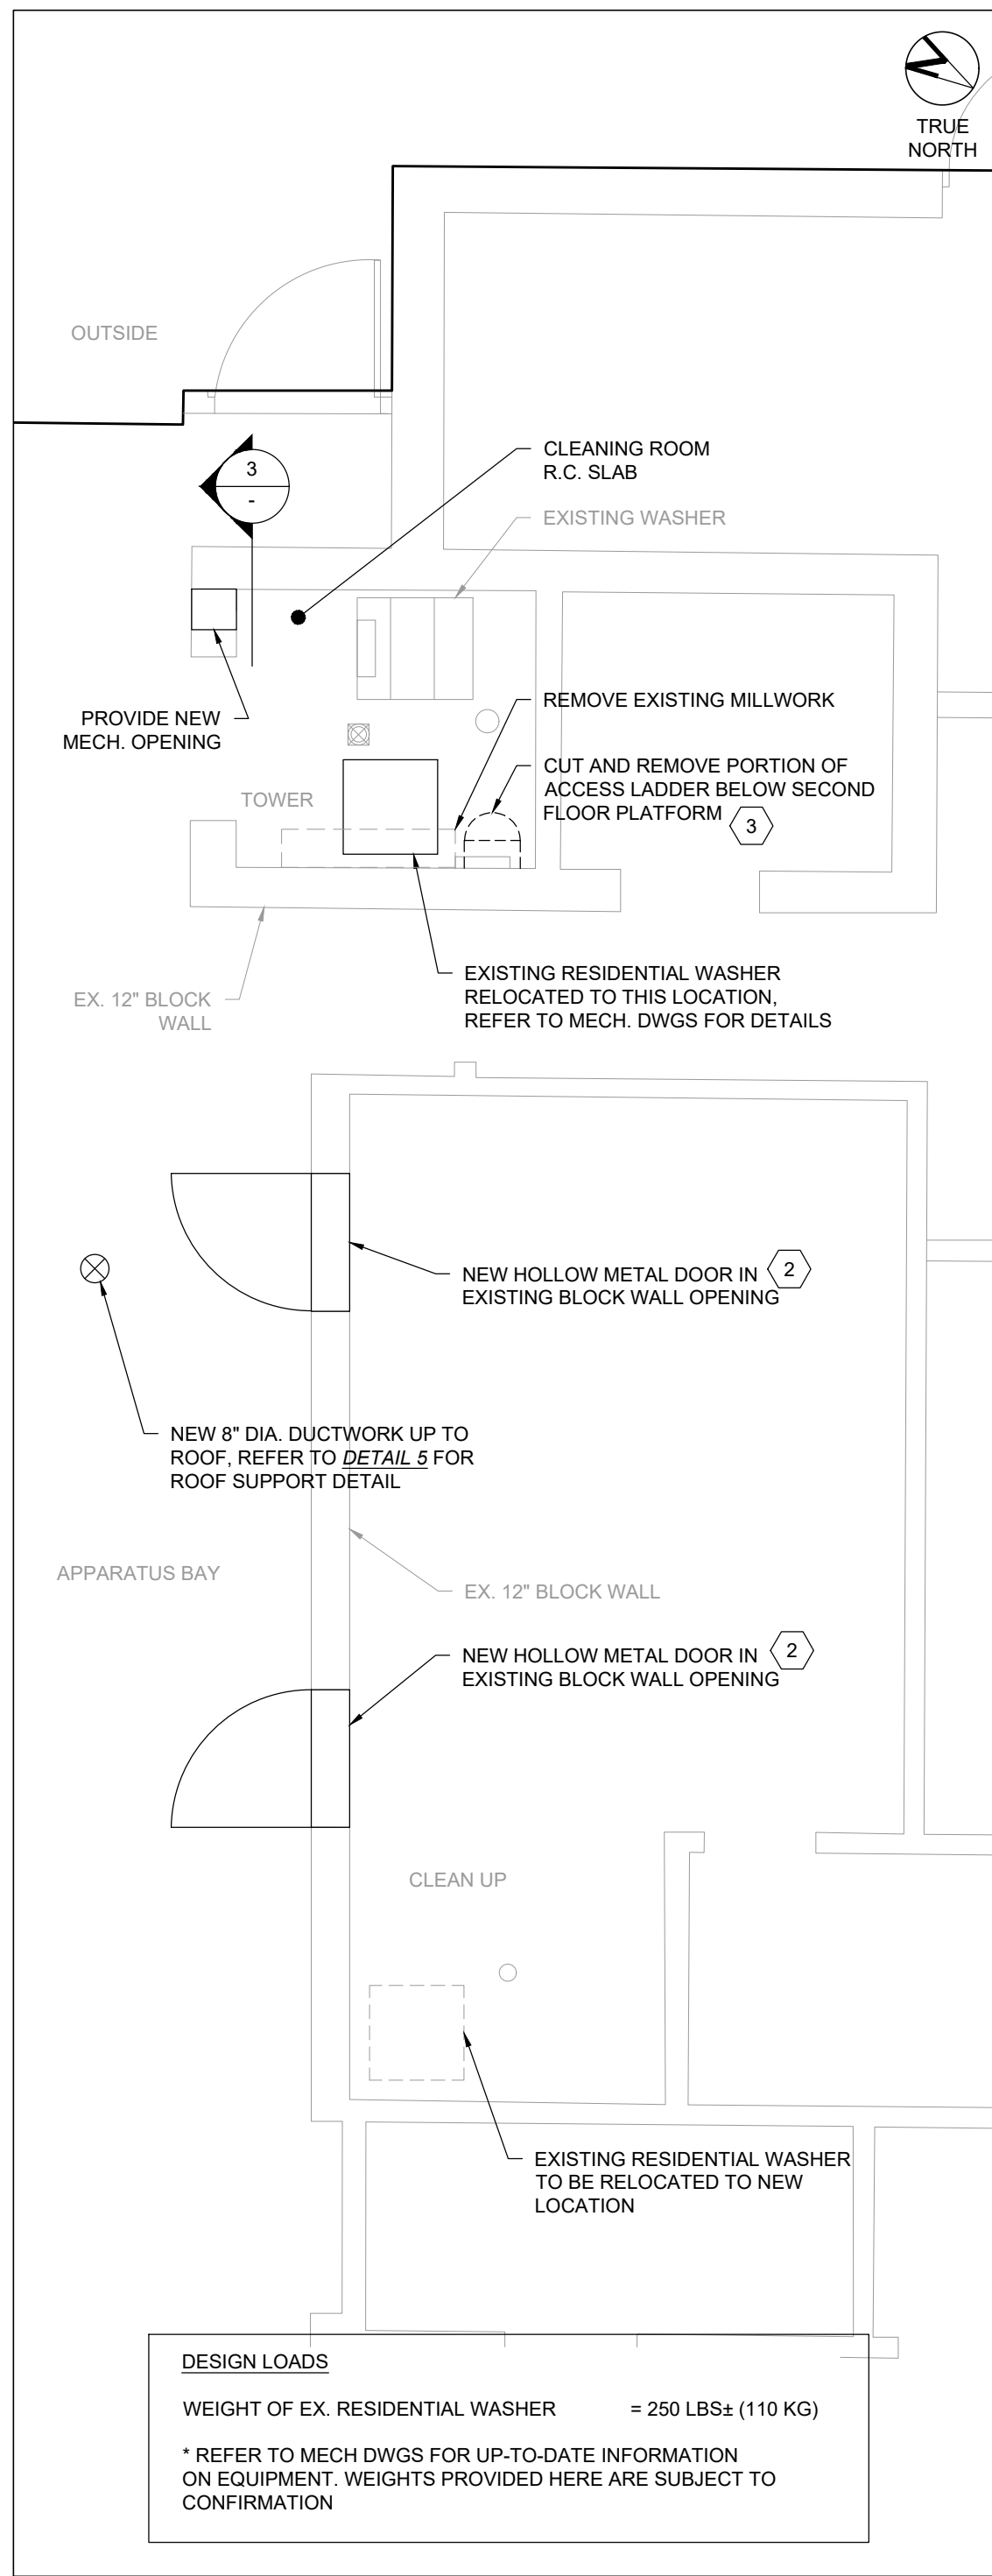 TRUE
NORTH
OUTSIDE
3
-
CLEANING ROOM
R.C. SLAB
EXISTING WASHER
PROVIDE NEW
MECH. OPENING
REMOVE EXISTING MILLWORK
CUT AND REMOVE PORTION OF
ACCESS LADDER BELOW SECOND
FLOOR PLATFORM 3
TOWER
EXISTING RESIDENTIAL WASHER
RELOCATED TO THIS LOCATION,
REFER TO MECH. DWGS FOR DETAILS
EX. 12" BLOCK
WALL
NEW HOLLOW METAL DOOR IN 2
EXISTING BLOCK WALL OPENING
NEW 8" DIA. DUCTWORK UP TO
ROOF, REFER TO DETAIL 5 FOR
ROOF SUPPORT DETAIL
APPARATUS BAY
EX. 12" BLOCK WALL
NEW HOLLOW METAL DOOR IN 2
EXISTING BLOCK WALL OPENING
CLEAN UP
EXISTING RESIDENTIAL WASHER
TO BE RELOCATED TO NEW
LOCATION
DESIGN LOADS
WEIGHT OF EX. RESIDENTIAL WASHER = 250 LBS± (110 KG)
* REFER TO MECH DWGS FOR UP-TO-DATE INFORMATION
ON EQUIPMENT. WEIGHTS PROVIDED HERE ARE SUBJECT TO
CONFIRMATION